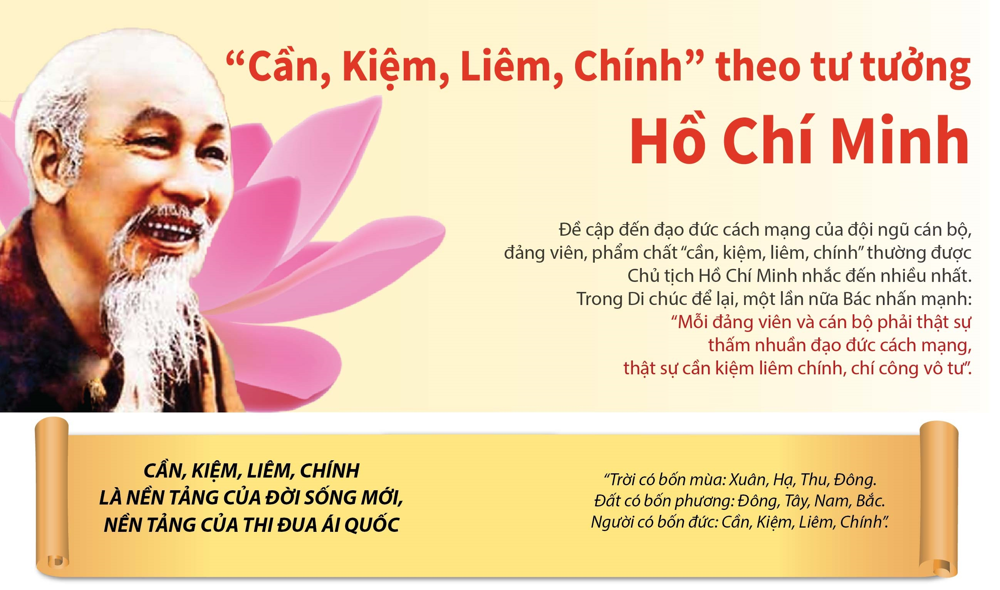 “Cần, Kiệm, Liêm, Chính” theo tư tưởng
Hồ Chí Minh
Đề cập đến đạo đức cách mạng của đội ngũ cán bộ,
đảng viên, phẩm chất “cần, kiệm, liêm, chính” thường được
Chủ tịch Hồ Chí Minh nhắc đến nhiều nhất.
Trong Di chúc để lại, một lần nữa Bác nhấn mạnh:
“Mỗi đảng viên và cán bộ phải thật sự
thấm nhuần đạo đức cách mạng,
thật sự cần kiệm liêm chính, chí công vô tư”.
CẦN, KIỆM, LIÊM, CHÍNH
LÀ NỀN TẢNG CỦA ĐỜI SỐNG MỚI,
NỀN TẢNG CỦA THI ĐUA ÁI QUỐC
“Trời có bốn mùa: Xuân, Hạ, Thu, Đông.
Đất có bốn phương: Đông, Tây, Nam, Bắc.
Người có bốn đức: Cần, Kiệm, Liêm, Chính”.